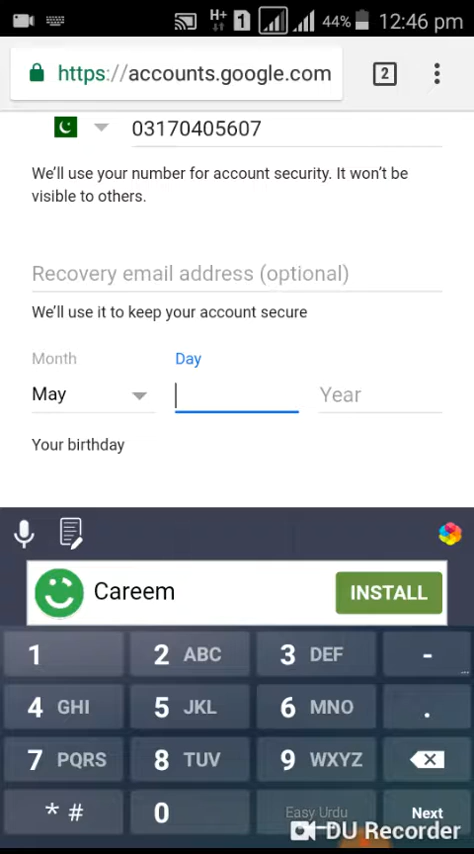 H+ 1 44% 12:46 pm
https://accounts.google.com 2
03170405607
We'll use your number for account security. It won't be
visible to others.
Recovery email address (optional)
We'll use it to keep your account secure
Month Day
May Year
Your birthday
Careem INSTALL
1 2 ABC 3 DEF -
4 GHI 5 JKL 6 MNO .
7 PQRS 8 TUV 9 WXYZ
* # 0 Easy Urdu Next
DU Recorder